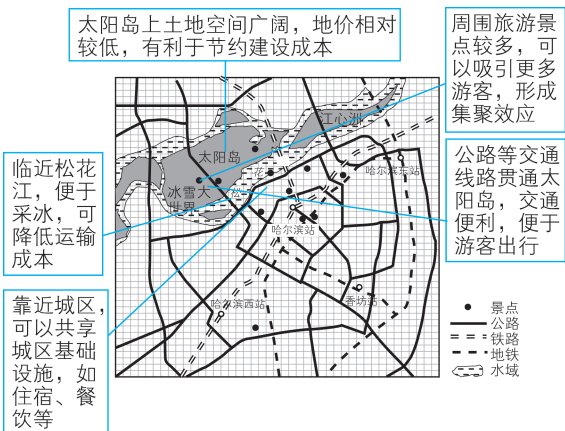 太阳岛上土地空间广阔，地价相对
较低，有利于节约建设成本
周围旅游景
点较多，可
以吸引更多
游客，形成
集聚效应
临近松花
江，便于
采冰，可
降低运输
成本
公路等交通
线路贯通太
阳岛，交通
便利，便于
游客出行
靠近城区，
可以共享
城区基础
设施，如
住宿、餐
饮等
江心洲
太阳岛
冰雪大
世界
松
花
哈尔滨东站
哈尔滨站
哈尔滨西站
香坊站
景点
公路
铁路
地铁
水域